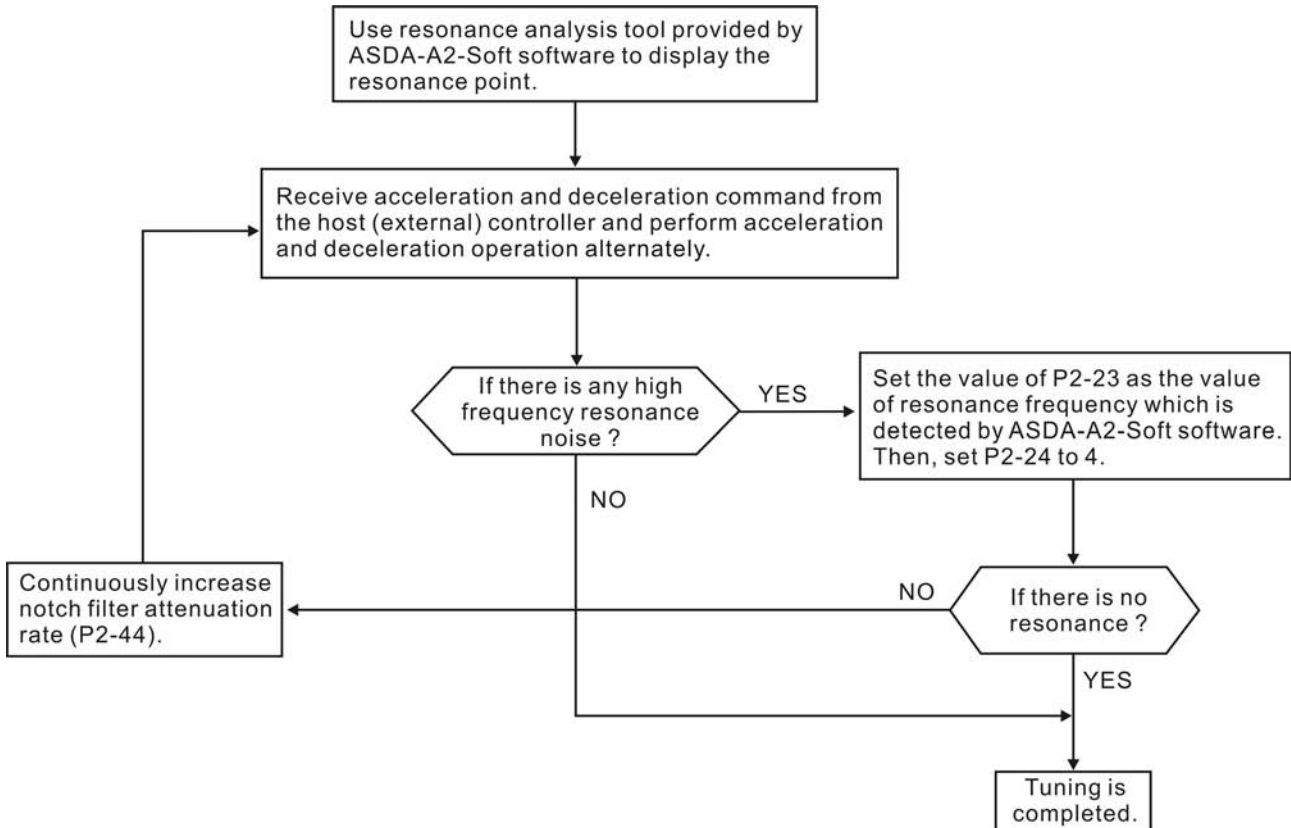 Use resonance analysis tool provided by
ASDA-A2-Soft software to display the
resonance point.
Receive acceleration and deceleration command from
the host (external) controller and perform acceleration
and deceleration operation alternately.
If there is any high
frequency resonance
noise ?
YES
Set the value of P2-23 as the value
of resonance frequency which is
detected by ASDA-A2-Soft software.
Then, set P2-24 to 4.
NO
Continuously increase
notch filter attenuation
rate (P2-44).
NO
If there is no
resonance ?
YES
Tuning is
completed.